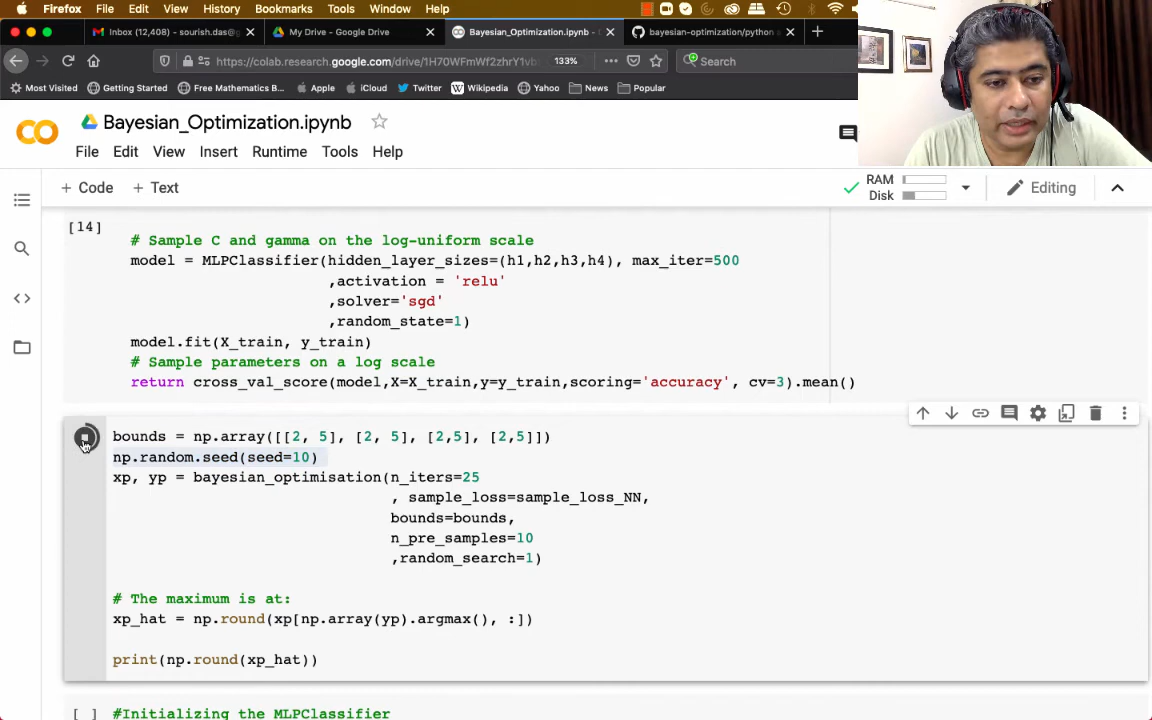 Firefox File Edit View History Bookmarks Tools Window Help
Inbox (12,408) - sourish.das@g
My Drive - Google Drive
Bayesian_Optimization.ipynb -
bayesian-optimization/python a
https://colab.research.google.com/drive/1H70WFmWf2zhrY1vb
133%
Search
Most Visited Getting Started Free Mathematics B... Apple iCloud Twitter Wikipedia Yahoo News Popular
Bayesian_Optimization.ipynb
File Edit View Insert Runtime Tools Help
+ Code + Text
RAM
Disk
Editing
[14]
# Sample C and gamma on the log-uniform scale
model = MLPClassifier(hidden_layer_sizes=(h1,h2,h3,h4), max_iter=500
,activation = 'relu'
,solver='sgd'
,random_state=1)
model.fit(X_train, y_train)
# Sample parameters on a log scale
return cross_val_score(model,X=X_train,y=y_train,scoring='accuracy', cv=3).mean()
bounds = np.array([[2, 5], [2, 5], [2,5], [2,5]])
np.random.seed(seed=10)
xp, yp = bayesian_optimisation(n_iters=25
, sample_loss=sample_loss_NN,
bounds=bounds,
n_pre_samples=10
,random_search=1)
# The maximum is at:
xp_hat = np.round(xp[np.array(yp).argmax(), :])
print(np.round(xp_hat))
[ ] #Initializing the MLPClassifier